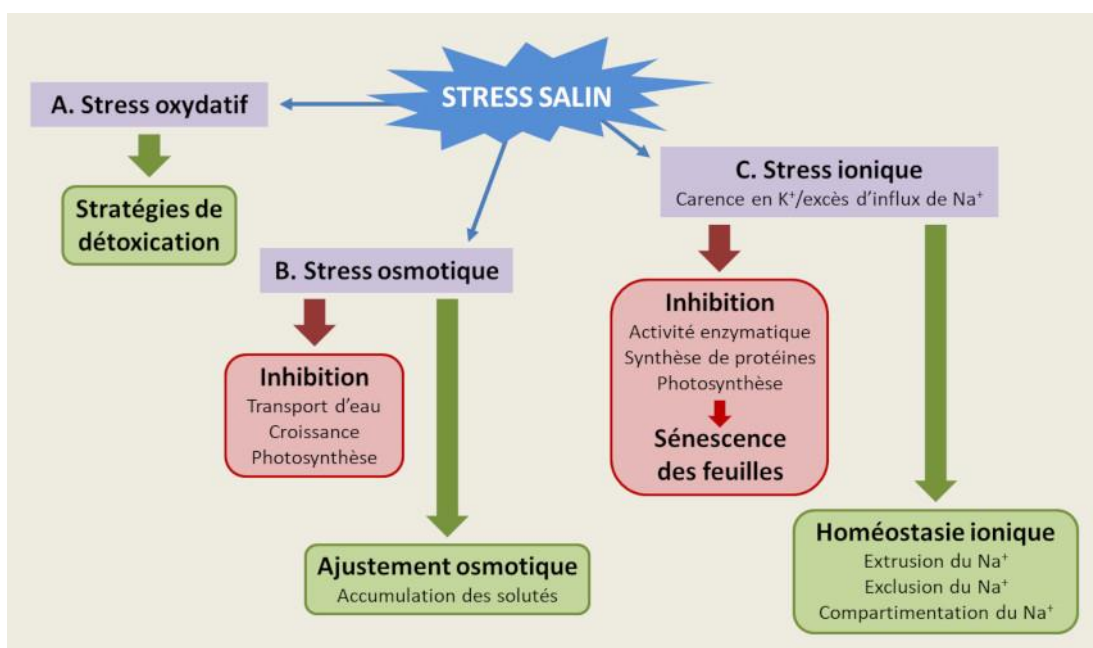 STRESS SALIN
A. Stress oxydatif
Stratégies de
détoxication
B. Stress osmotique
Inhibition
Transport d'eau
Croissance
Photosynthèse
Ajustement osmotique
Accumulation des solutés
C. Stress ionique
Carence en K⁺/excès d'influx de Na⁺
Inhibition
Activité enzymatique
Synthèse de protéines
Photosynthèse
Sénescence
des feuilles
Homéostasie ionique
Extrusion du Na⁺
Exclusion du Na⁺
Compartimentation du Na⁺